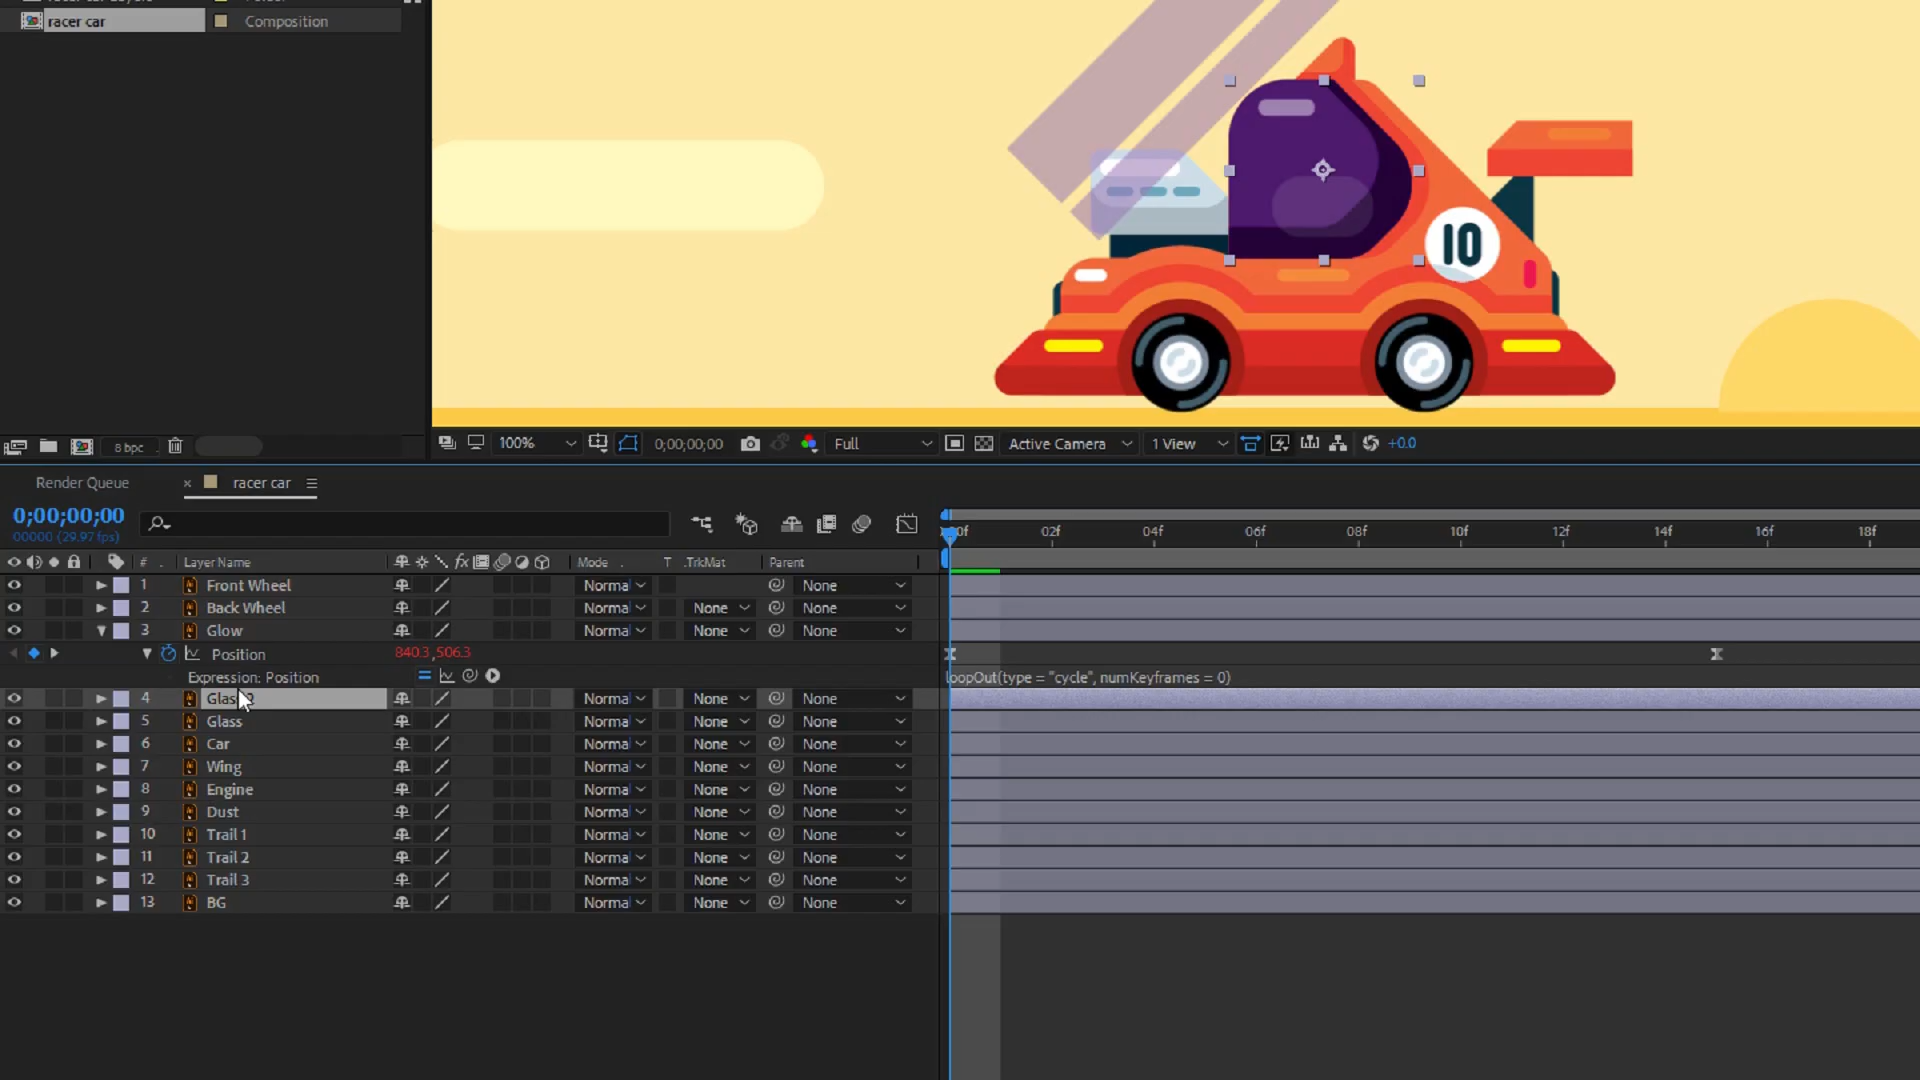 racer car
Composition
10
8 bpc
100%
0;00;00;00
Full
Active Camera
1 View
+0.0
Render Queue
racer car
0;00;00;00
00000 (29.97 fps)
02f
04f
06f
08f
10f
12f
14f
16f
18f
# . Layer Name fx Mode . T .TrkMat Parent
1 Front Wheel Norma None
2 Back Wheel Norma None None
3 Glow Norma None None
Position 840.3,506.3
Expression: Position loopOut(type = "cycle", numKeyframes = 0)
4 Norma None None
5 Glass Norma None None
6 Car Norma None None
7 Wing Norma None None
8 Engine Norma None None
9 Dust Norma None None
10 Trail 1 Norma None None
11 Trail 2 Norma None None
12 Trail 3 Norma None None
13 BG Norma None None